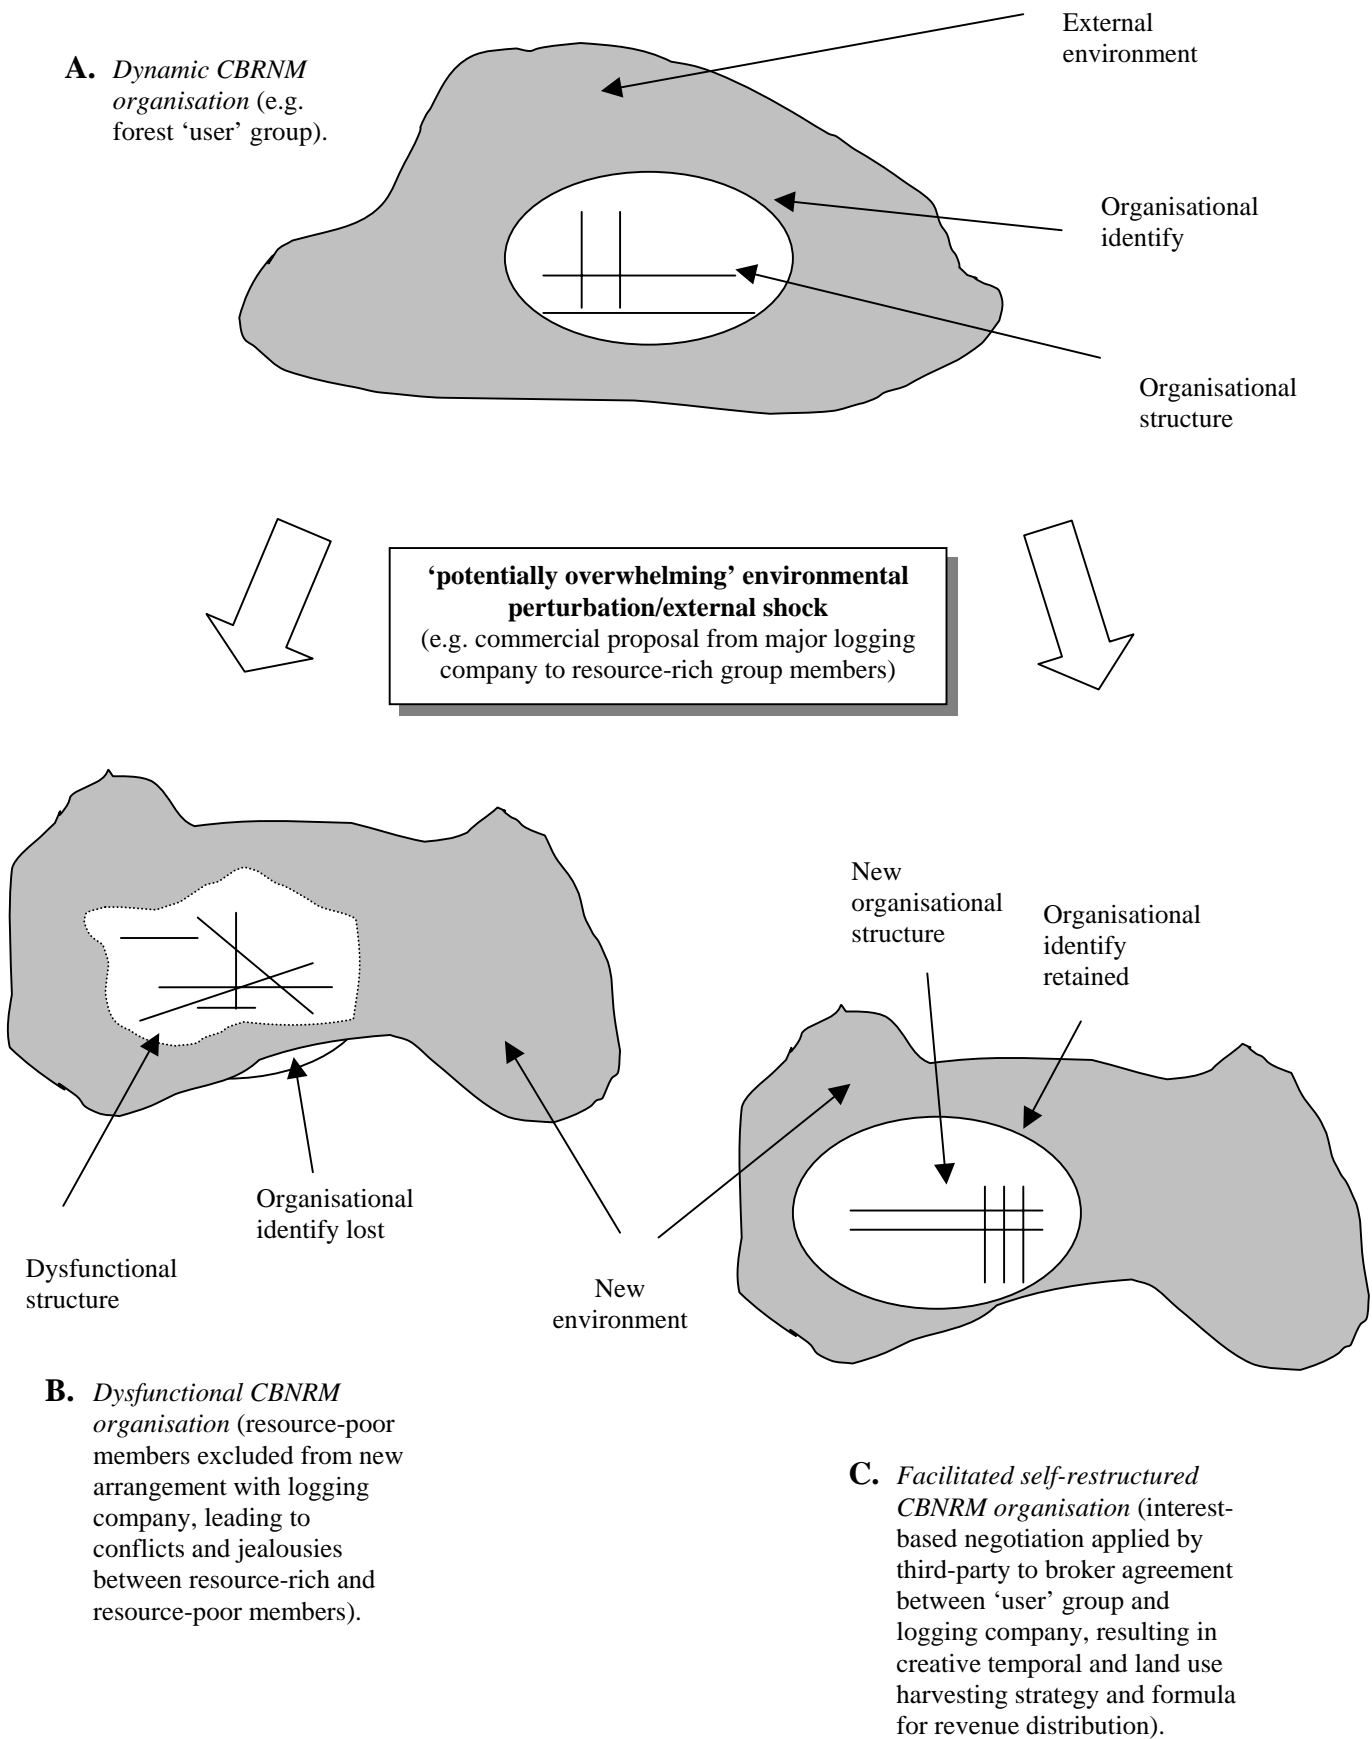 External
environment
A. Dynamic CBRNM
organisation (e.g.
forest ‘user’ group).
Organisational
identify
Organisational
structure
‘potentially overwhelming’ environmental
perturbation/external shock
(e.g. commercial proposal from major logging
company to resource-rich group members)
New
organisational
structure
Organisational
identify
retained
Organisational
identify lost
Dysfunctional
structure
New
environment
B. Dysfunctional CBNRM
organisation (resource-poor
members excluded from new
arrangement with logging
company, leading to
conflicts and jealousies
between resource-rich and
resource-poor members).
C. Facilitated self-restructured
CBNRM organisation (interest-
based negotiation applied by
third-party to broker agreement
between ‘user’ group and
logging company, resulting in
creative temporal and land use
harvesting strategy and formula
for revenue distribution).